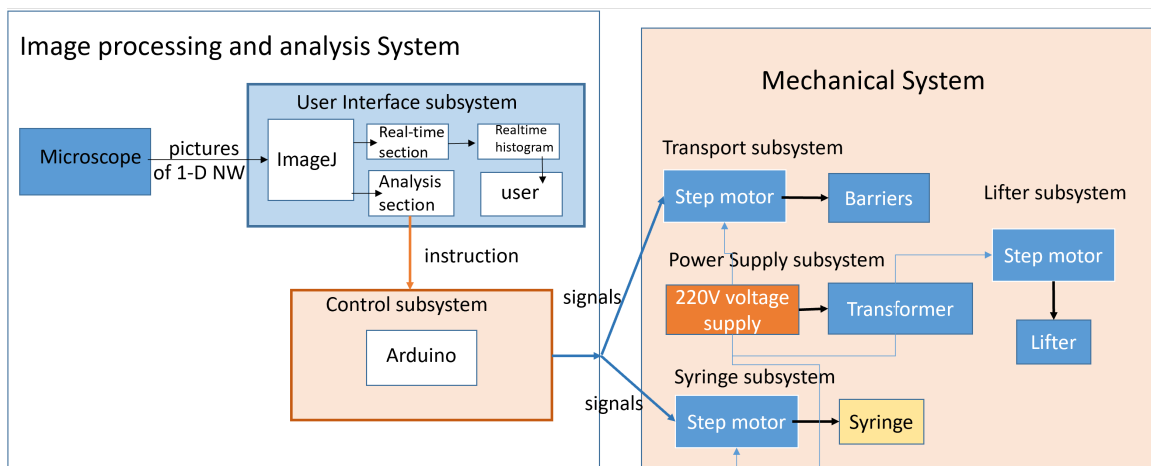 Image processing and analysis System
Mechanical System
User Interface subsystem
Microscope
pictures
of 1-D NW
ImageJ
Real-time
section
Realtime
histogram
Analysis
section
user
instruction
Control subsystem
Arduino
signals
signals
Transport subsystem
Step motor
Barriers
Lifter subsystem
Step motor
Lifter
Power Supply subsystem
220V voltage
supply
Transformer
Syringe subsystem
Step motor
Syringe